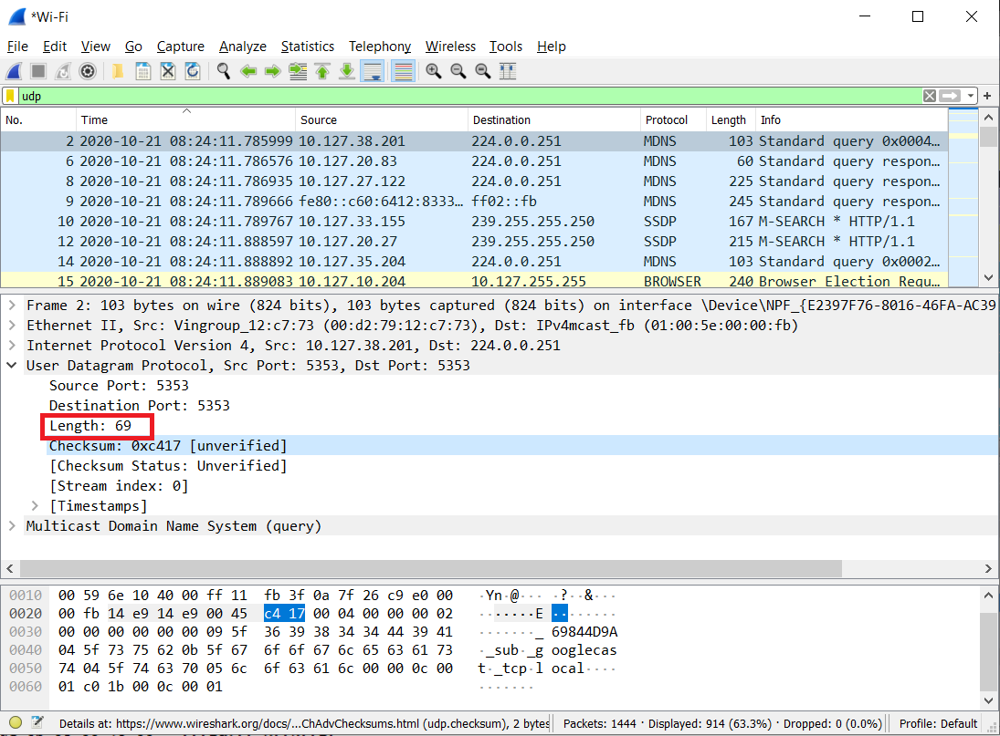 *Wi-Fi
File Edit View Go Capture Analyze Statistics Telephony Wireless Tools Help
udp
No. Time Source Destination Protocol Length Info
2 2020-10-21 08:24:11.785999 10.127.38.201 224.0.0.251 MDNS 103 Standard query 0x0004…
6 2020-10-21 08:24:11.786576 10.127.20.83 224.0.0.251 MDNS 60 Standard query respon…
8 2020-10-21 08:24:11.786935 10.127.27.122 224.0.0.251 MDNS 225 Standard query respon…
9 2020-10-21 08:24:11.789666 fe80::c60:6412:8333… ff02::fb MDNS 245 Standard query respon…
10 2020-10-21 08:24:11.789767 10.127.33.155 239.255.255.250 SSDP 167 M-SEARCH * HTTP/1.1
12 2020-10-21 08:24:11.888597 10.127.20.27 239.255.255.250 SSDP 215 M-SEARCH * HTTP/1.1
14 2020-10-21 08:24:11.888892 10.127.35.204 224.0.0.251 MDNS 103 Standard query 0x0002…
15 2020-10-21 08:24:11.889083 10.127.10.204 10.127.255.255 BROWSER 240 Browser Election Requ…
Frame 2: 103 bytes on wire (824 bits), 103 bytes captured (824 bits) on interface \Device\NPF_{E2397F76-8016-46FA-AC39
Ethernet II, Src: Vingroup_12:c7:73 (00:d2:79:12:c7:73), Dst: IPv4mcast_fb (01:00:5e:00:00:fb)
Internet Protocol Version 4, Src: 10.127.38.201, Dst: 224.0.0.251
User Datagram Protocol, Src Port: 5353, Dst Port: 5353
Source Port: 5353
Destination Port: 5353
Length: 69
Checksum: 0xc417 [unverified]
[Checksum Status: Unverified]
[Stream index: 0]
[Timestamps]
Multicast Domain Name System (query)
0010 00 59 6e 10 40 00 ff 11 fb 3f 0a 7f 26 c9 e0 00 ·Yn·@··· ·?··&···
0020 00 fb 14 e9 14 e9 00 45 c4 17 00 04 00 00 00 02 ·······E ········
0030 00 00 00 00 00 00 09 5f 36 39 38 34 34 44 39 41 ·······_ 69844D9A
0040 04 5f 73 75 62 0b 5f 67 6f 6f 67 6c 65 63 61 73 ·_sub·_g ooglecas
0050 74 04 5f 74 63 70 05 6c 6f 63 61 6c 00 00 0c 00 t·_tcp·l ocal····
0060 01 c0 1b 00 0c 00 01 ·······
Details at: https://www.wireshark.org/docs/…ChAdvChecksums.html (udp.checksum), 2 bytes Packets: 1444 · Displayed: 914 (63.3%) · Dropped: 0 (0.0%) Profile: Default